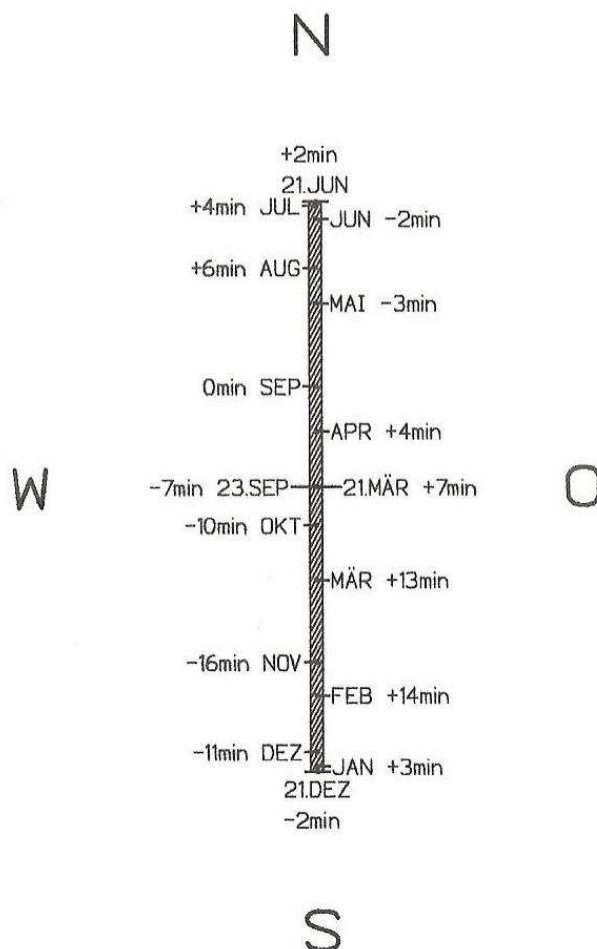 N
+2min
21.JUN
+4min JUL
JUN -2min
+6min AUG
MAI -3min
0min SEP
APR +4min
W
-7min 23.SEP
21.MÄR +7min
O
-10min OKT
MÄR +13min
-16min NOV
FEB +14min
-11min DEZ
JAN +3min
21.DEZ
-2min
S